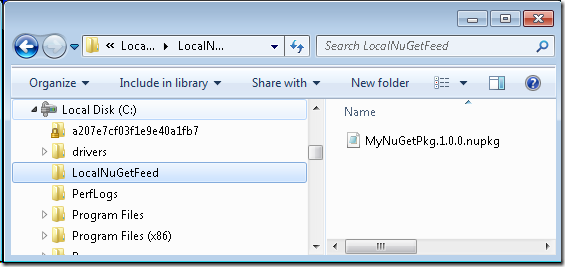 « Loca... ▸ LocalN... Search LocalNuGetFeed
Organize Include in library Share with New folder
Local Disk (C:)
a207e7cf03f1e9e40a1fb7
drivers
LocalNuGetFeed
PerfLogs
Program Files
Program Files (x86)
Name
MyNuGetPkg.1.0.0.nupkg